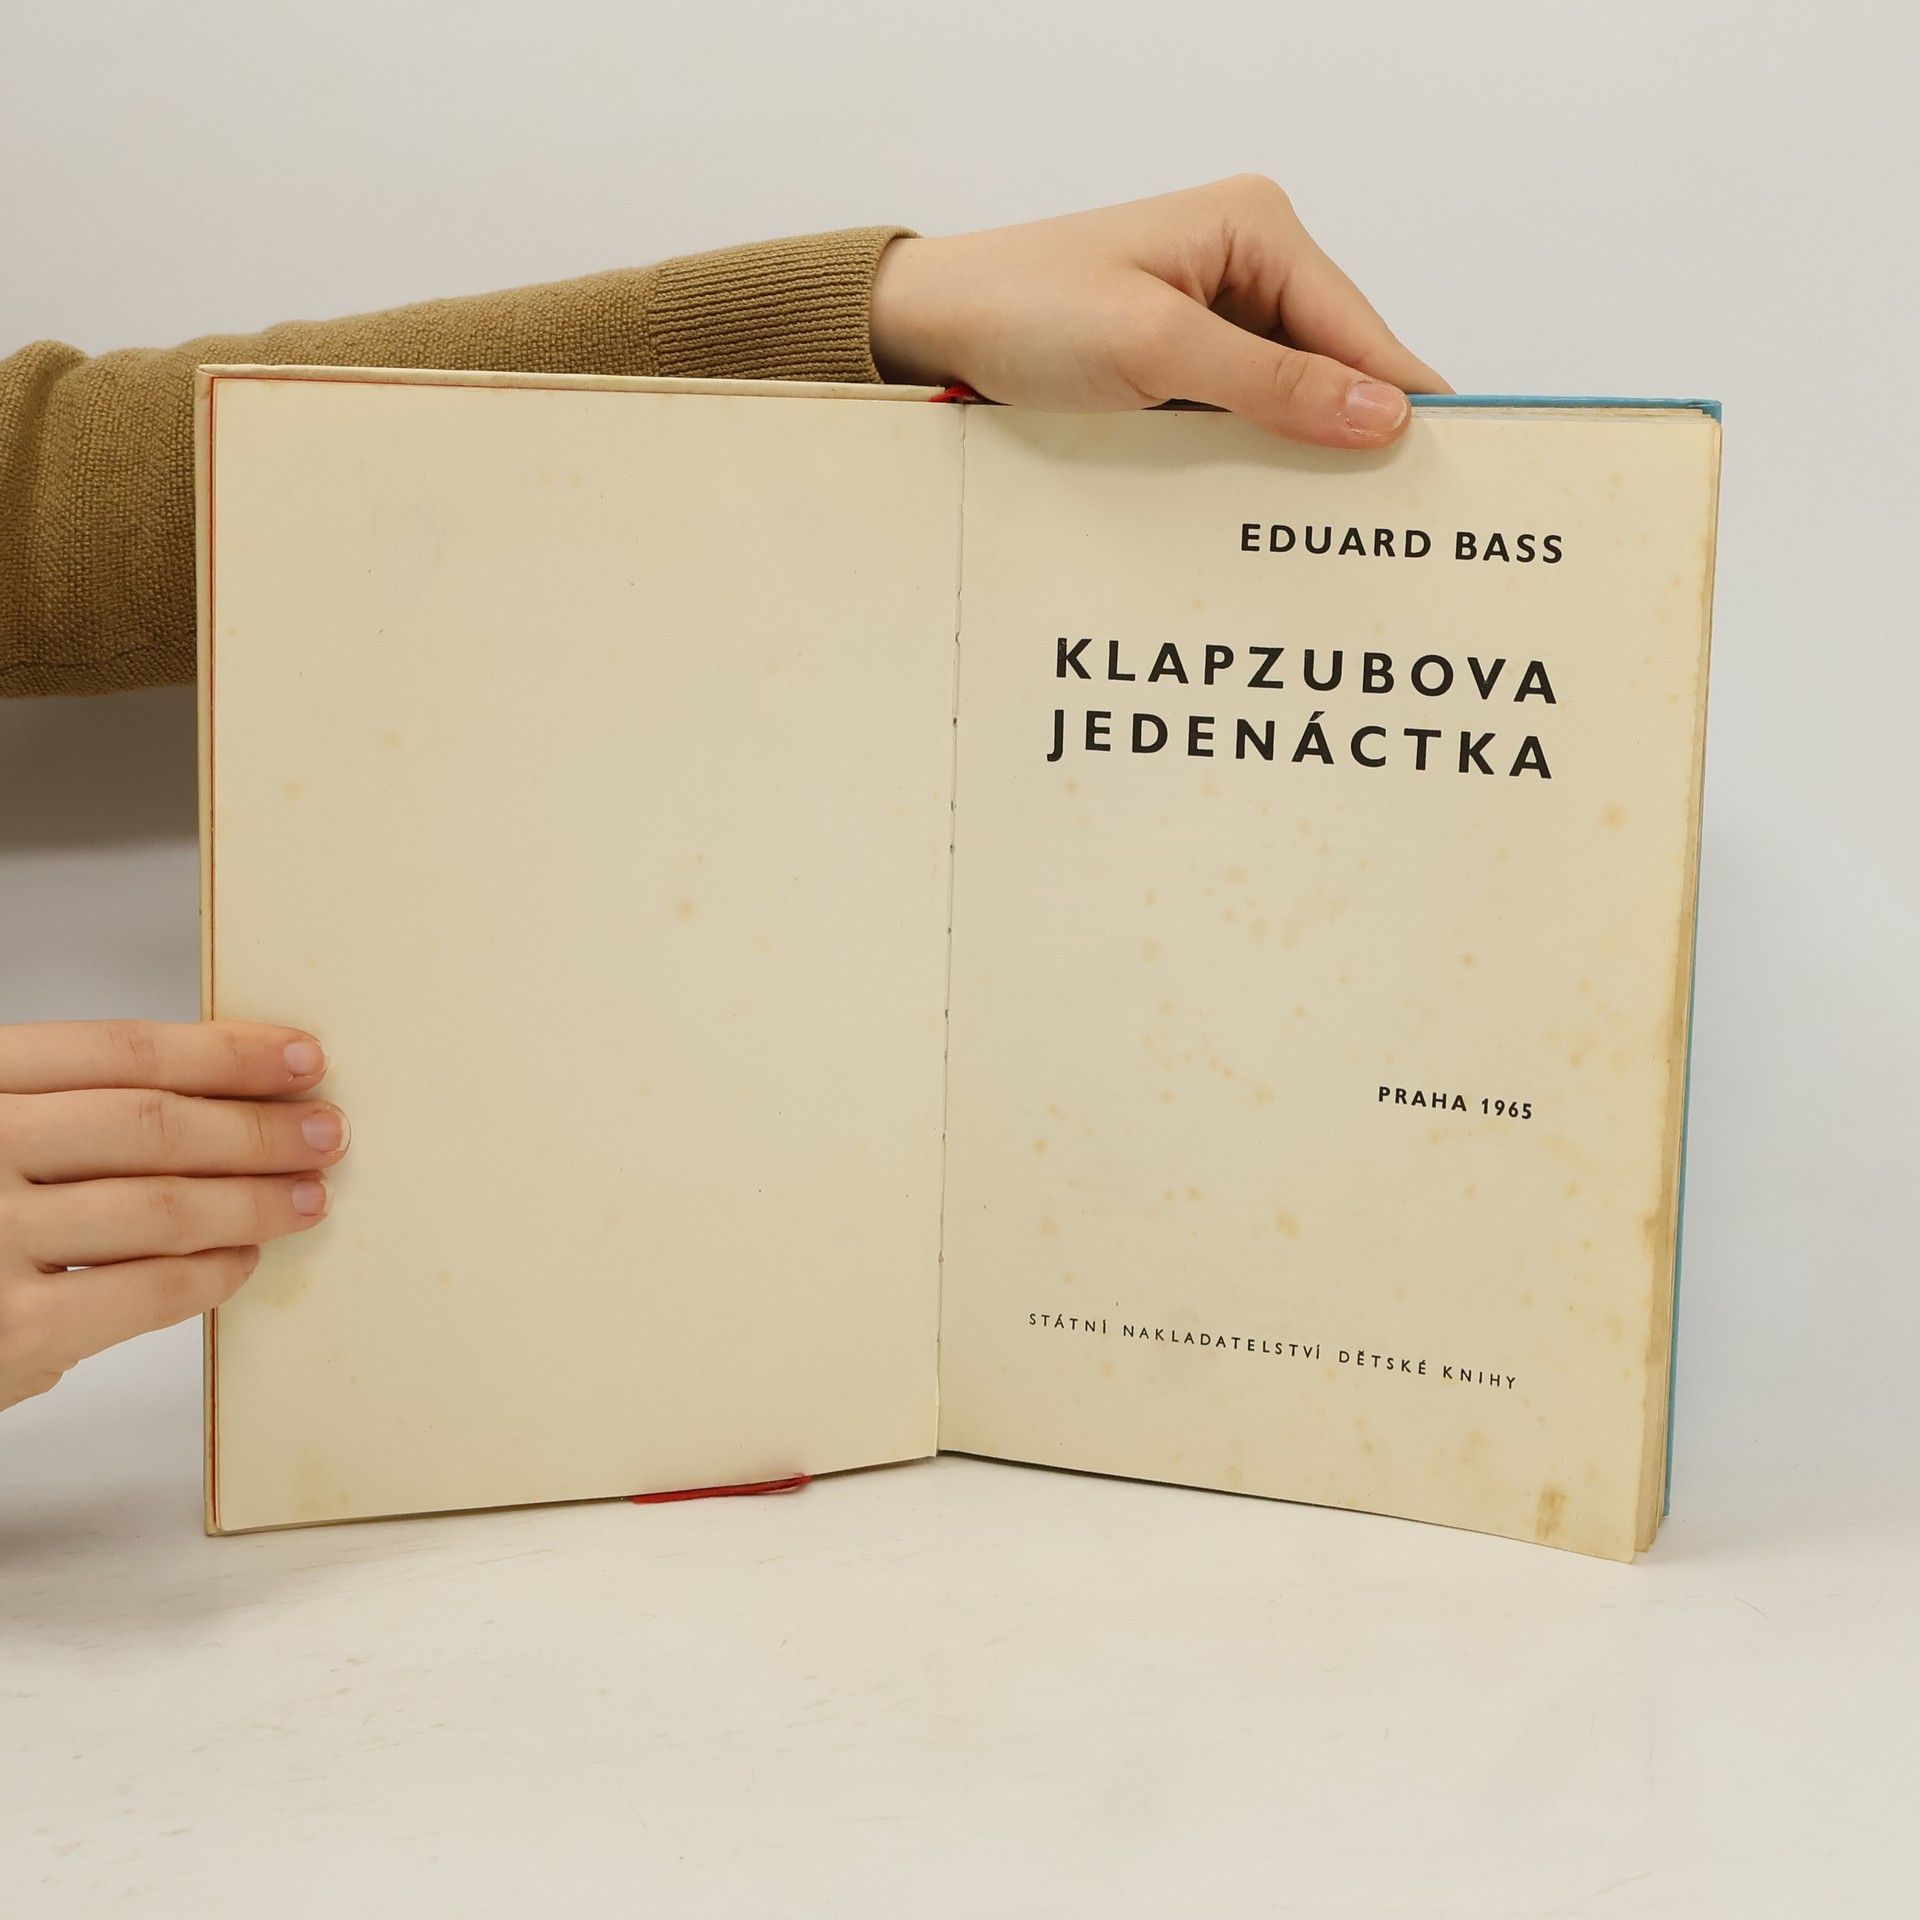 EDUARD BASS
KLAPZUBOVA
JEDENÁCTKA
PRAHA 1965
STÁTNÍ NAKLADATELSTVÍ DĚTSKÉ KNIHY